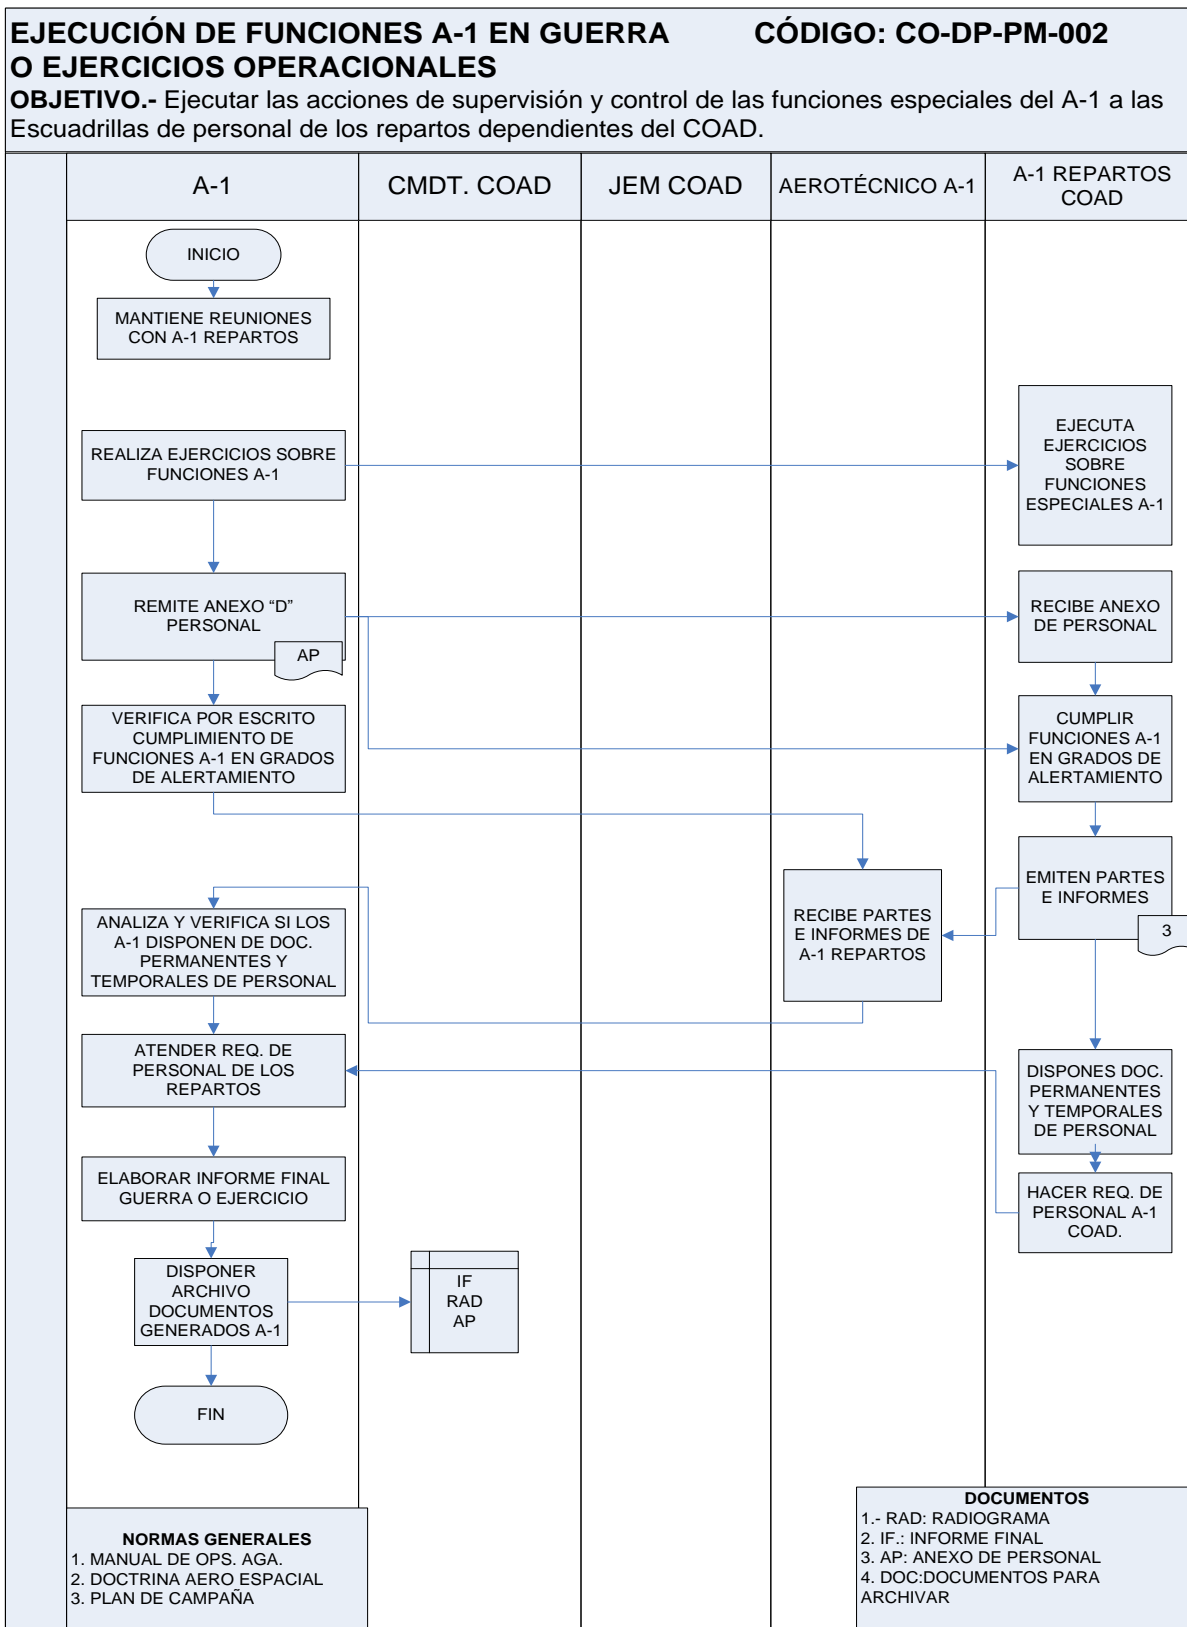 EJECUCIÓN DE FUNCIONES A-1 EN GUERRA CÓDIGO: CO-DP-PM-002
O EJERCICIOS OPERACIONALES
OBJETIVO.- Ejecutar las acciones de supervisión y control de las funciones especiales del A-1 a las
Escuadrillas de personal de los repartos dependientes del COAD.
A-1
CMDT. COAD
JEM COAD
AEROTÉCNICO A-1
A-1 REPARTOS
COAD
INICIO
MANTIENE REUNIONES
CON A-1 REPARTOS
REALIZA EJERCICIOS SOBRE
FUNCIONES A-1
EJECUTA
EJERCICIOS
SOBRE
FUNCIONES
ESPECIALES A-1
REMITE ANEXO “D”
PERSONAL
AP
RECIBE ANEXO
DE PERSONAL
VERIFICA POR ESCRITO
CUMPLIMIENTO DE
FUNCIONES A-1 EN GRADOS
DE ALERTAMIENTO
CUMPLIR
FUNCIONES A-1
EN GRADOS DE
ALERTAMIENTO
EMITEN PARTES
E INFORMES
3
RECIBE PARTES
E INFORMES DE
A-1 REPARTOS
ANALIZA Y VERIFICA SI LOS
A-1 DISPONEN DE DOC.
PERMANENTES Y
TEMPORALES DE PERSONAL
ATENDER REQ. DE
PERSONAL DE LOS
REPARTOS
DISPONES DOC.
PERMANENTES
Y TEMPORALES
DE PERSONAL
ELABORAR INFORME FINAL
GUERRA O EJERCICIO
HACER REQ. DE
PERSONAL A-1
COAD.
DISPONER
ARCHIVO
DOCUMENTOS
GENERADOS A-1
IF
RAD
AP
FIN
NORMAS GENERALES
1. MANUAL DE OPS. AGA.
2. DOCTRINA AERO ESPACIAL
3. PLAN DE CAMPAÑA
DOCUMENTOS
1.- RAD: RADIOGRAMA
2. IF.: INFORME FINAL
3. AP: ANEXO DE PERSONAL
4. DOC:DOCUMENTOS PARA
ARCHIVAR